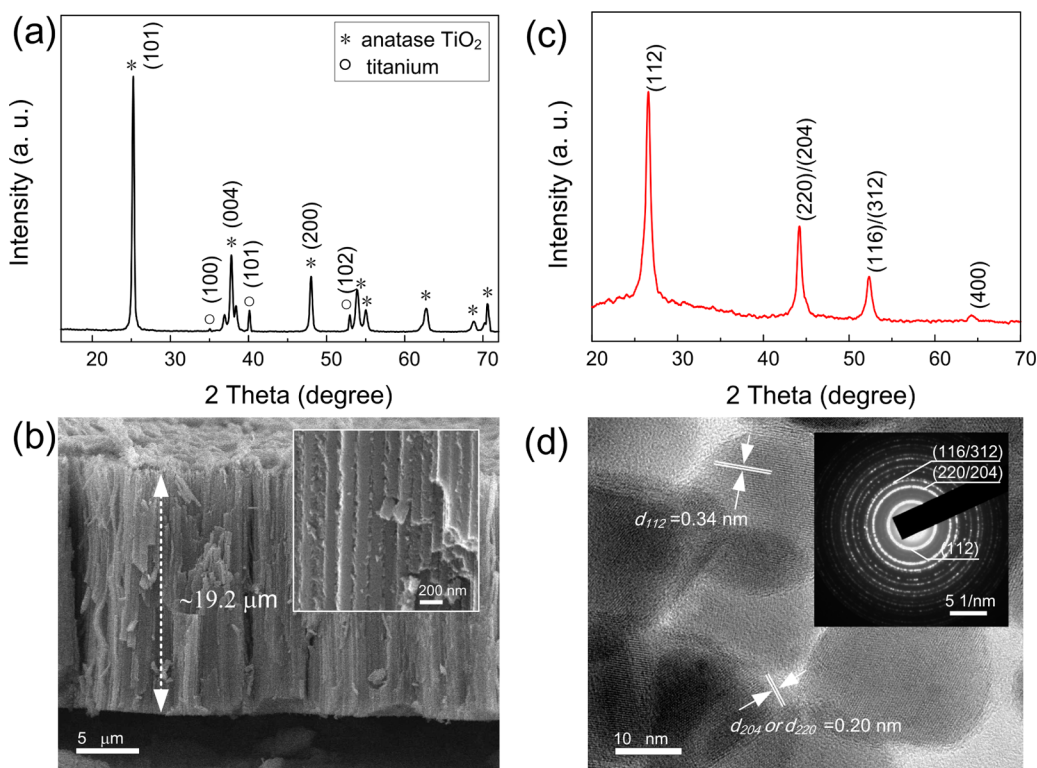 (a)
* anatase TiO₂
○ titanium
* (101)
(100)
(004)
(101)
(200)
(102)
Intensity (a. u.)
20 30 40 50 60 70
2 Theta (degree)
(c)
(112)
(220)/(204)
(116)/(312)
(400)
Intensity (a. u.)
20 30 40 50 60 70
2 Theta (degree)
(b)
~19.2 μm
200 nm
5 μm
(d)
d112 =0.34 nm
(116/312)
(220/204)
(112)
5 1/nm
d204 or d220 =0.20 nm
10 nm